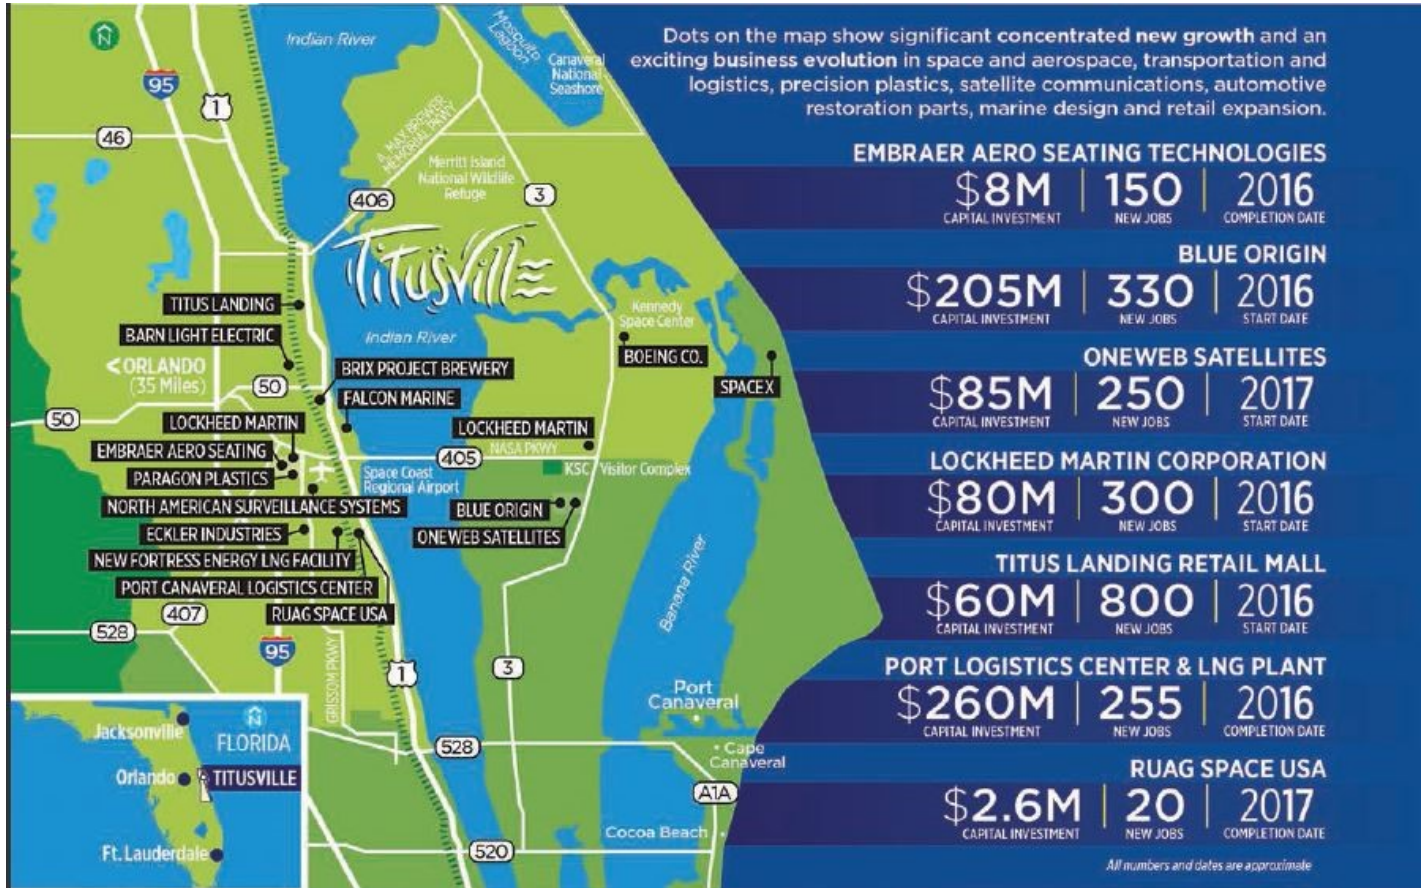 N
Indian River
Mosquito
Lagoon
Canaveral
National
Seashore
95
1
46
A. MAX BREWER
MEMORIAL PKWY
Merritt Island
National Wildlife
Refuge
406
3
Titusville
TITUS LANDING
BARN LIGHT ELECTRIC
Indian River
Kennedy
Space Center
BOEING CO.
SPACEX
<ORLANDO
(35 Miles)
50
BRIX PROJECT BREWERY
FALCON MARINE
50
LOCKHEED MARTIN
LOCKHEED MARTIN
NASA PKWY
EMBRAER AERO SEATING
405
PARAGON PLASTICS
Space Coast
Regional Airport
KSC Visitor Complex
NORTH AMERICAN SURVEILLANCE SYSTEMS
BLUE ORIGIN
ECKLER INDUSTRIES
ONEWEB SATELLITES
NEW FORTRESS ENERGY LNG FACILITY
PORT CANAVERAL LOGISTICS CENTER
RUAG SPACE USA
Banana River
407
528
95
GRISSOM PKWY
1
3
Port
Canaveral
528
Cape
Canaveral
A1A
Cocoa Beach
520
N
FLORIDA
Jacksonville
Orlando
TITUSVILLE
Ft. Lauderdale
Dots on the map show significant concentrated new growth and an
exciting business evolution in space and aerospace, transportation and
logistics, precision plastics, satellite communications, automotive
restoration parts, marine design and retail expansion.
EMBRAER AERO SEATING TECHNOLOGIES
$8M 150 2016
CAPITAL INVESTMENT NEW JOBS COMPLETION DATE
BLUE ORIGIN
$205M 330 2016
CAPITAL INVESTMENT NEW JOBS START DATE
ONEWEB SATELLITES
$85M 250 2017
CAPITAL INVESTMENT NEW JOBS START DATE
LOCKHEED MARTIN CORPORATION
$80M 300 2016
CAPITAL INVESTMENT NEW JOBS START DATE
TITUS LANDING RETAIL MALL
$60M 800 2016
CAPITAL INVESTMENT NEW JOBS START DATE
PORT LOGISTICS CENTER & LNG PLANT
$260M 255 2016
CAPITAL INVESTMENT NEW JOBS COMPLETION DATE
RUAG SPACE USA
$2.6M 20 2017
CAPITAL INVESTMENT NEW JOBS COMPLETION DATE
All numbers and dates are approximate